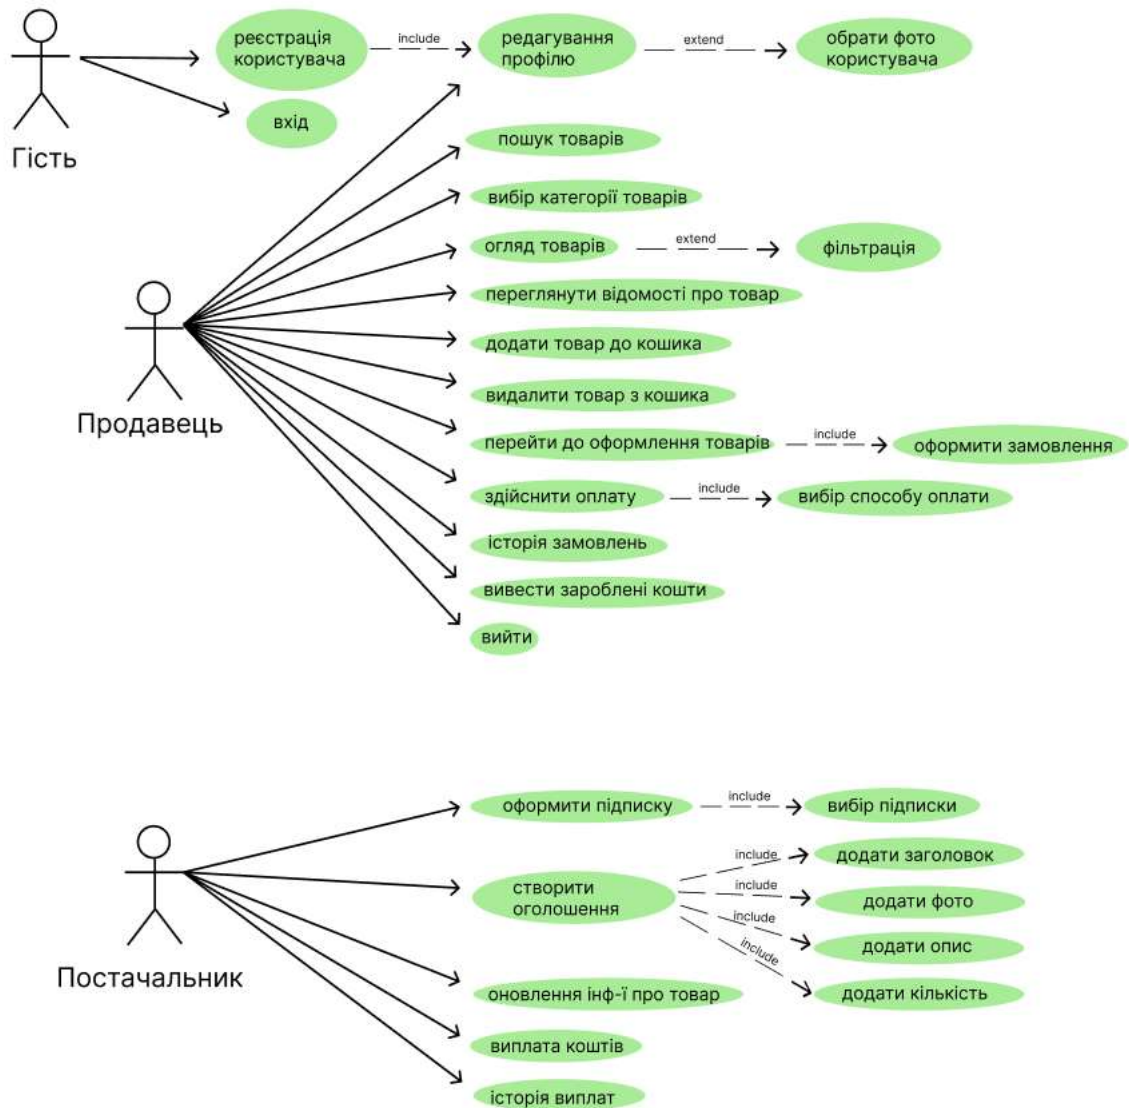 реєстрація
користувача
include
редагування
профілю
extend
обрати фото
користувача
вхід
Гість
пошук товарів
вибір категорії товарів
огляд товарів
extend
фільтрація
переглянути відомості про товар
додати товар до кошика
видалити товар з кошика
Продавець
перейти до оформлення товарів
include
оформити замовлення
здійснити оплату
include
вибір способу оплати
історія замовлень
вивести зароблені кошти
вийти
оформити підписку
include
вибір підписки
include
додати заголовок
створити
оголошення
include
додати фото
include
додати опис
include
додати кількість
Постачальник
оновлення інф-ї про товар
виплата коштів
історія виплат